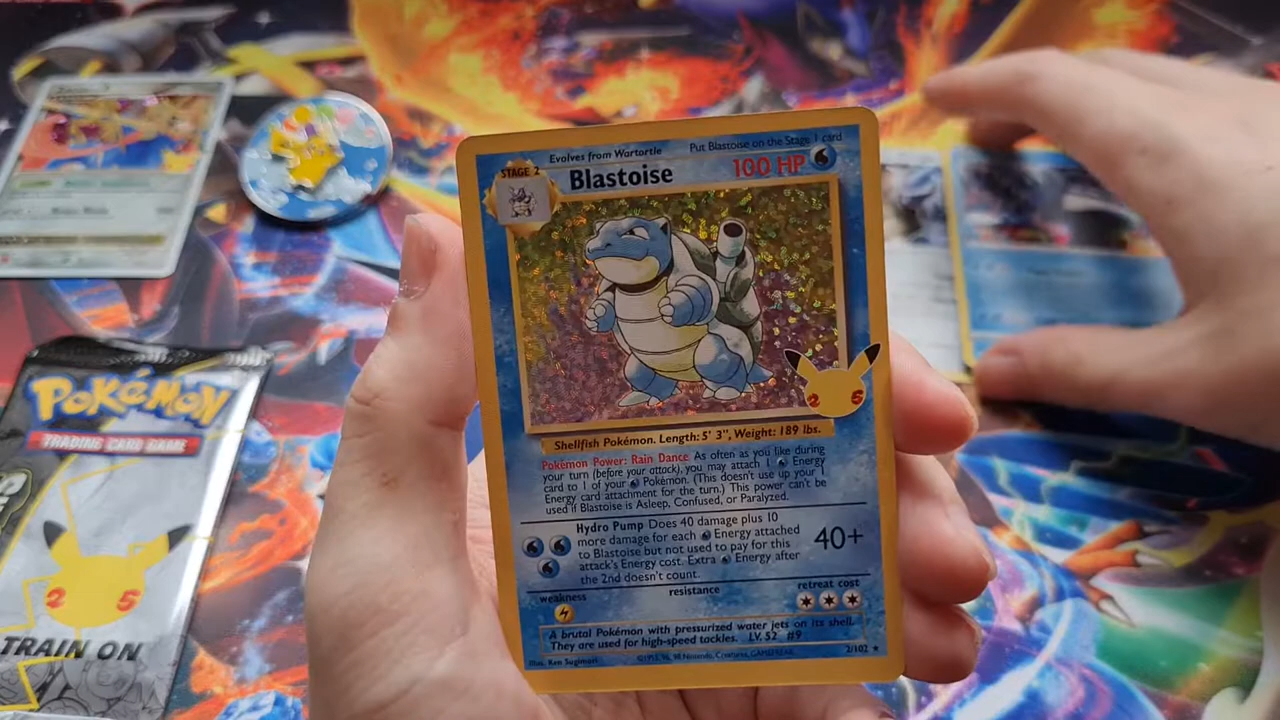 Evolves from Wartortle
Put Blastoise on the Stage 1 card
STAGE 2
Blastoise
100 HP
25
Shellfish Pokémon. Length: 5' 3", Weight: 189 lbs.
Pokémon Power: Rain Dance As often as you like during
your turn (before your attack), you may attach 1 Energy
card to 1 of your Pokémon. (This doesn't use up your 1
Energy card attachment for the turn.) This power can't be
used if Blastoise is Asleep, Confused, or Paralyzed.
Hydro Pump Does 40 damage plus 10
more damage for each Energy attached
to Blastoise but not used to pay for this
attack's Energy cost. Extra Energy after
the 2nd doesn't count.
40+
weakness
resistance
retreat cost
A brutal Pokémon with pressurized water jets on its shell.
They are used for high-speed tackles. LV. 52 #9
Illus. Ken Sugimori
©1995, 96, 98 Nintendo, Creatures, GAMEFREAK
2/102
POKéMON
TRADING CARD GAME
25
TRAIN ON